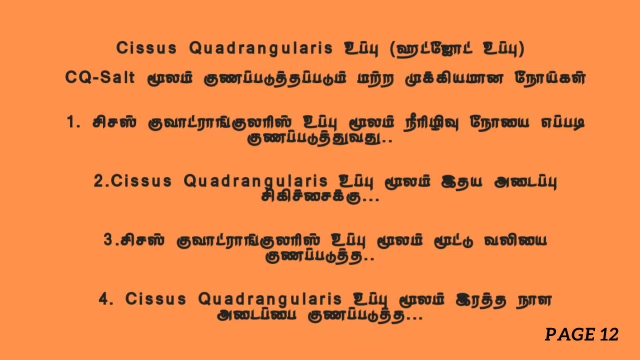 Cissus Quadrangularis உப்பு (ஹட்ஜோட் உப்பு)
CQ-Salt மூலம் குணப்படுத்தப்படும் மற்ற முக்கியமான நோய்கள்
1. சிசஸ் குவாட்ராங்குலரிஸ் உப்பு மூலம் நீரிழிவு நோயை எப்படி
குணப்படுத்துவது..
2.Cissus Quadrangularis உப்பு மூலம் இதய அடைப்பு
சிகிச்சைக்கு...
3.சிசஸ் குவாட்ராங்குலரிஸ் உப்பு மூலம் மூட்டு வலியை
குணப்படுத்த..
4. Cissus Quadrangularis உப்பு மூலம் இரத்த நாள
அடைப்பை குணப்படுத்த...
PAGE 12